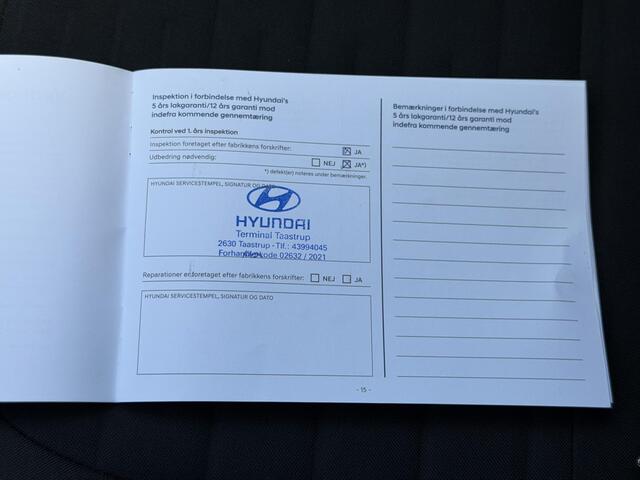 Inspektion i forbindelse med Hyundai's
5 års lakgaranti/12 års garanti mod
indefra kommende gennemtæring
Kontrol ved 1. års inspektion
Inspektion foretaget efter fabrikkens forskrifter: JA
Udbedring nødvendig: NEJ JA*)
*) defekt(er) noteres under bemærkninger.
HYUNDAI SERVICESTEMPEL, SIGNATUR OG DATO
HYUNDAI
Terminal Taastrup
2630 Taastrup - Tlf.: 43994045
Forhandlerkode 02632 / 2021
Reparationer er foretaget efter fabrikkens forskrifter: NEJ JA
HYUNDAI SERVICESTEMPEL, SIGNATUR OG DATO
- 15 -
Bemærkninger i forbindelse med Hyundai's
5 års lakgaranti/12 års garanti mod
indefra kommende gennemtæring